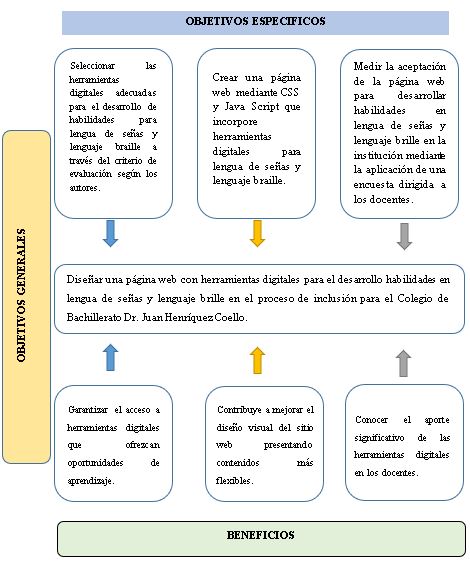 OBJETIVOS ESPECIFICOS
Seleccionar las
herramientas
digitales adecuadas
para el desarrollo de
habilidades para
lengua de señas y
lenguaje braille a
través del criterio de
evaluación según los
autores.
Crear una página
web mediante CSS
y Java Script que
incorpore
herramientas
digitales para
lengua de señas y
lenguaje braille.
Medir la aceptación
de la página web
para desarrollar
habilidades en
lengua de señas y
lenguaje brille en la
institución mediante
la aplicación de una
encuesta dirigida a
los docentes.
OBJETIVOS GENERALES
Diseñar una página web con herramientas digitales para el desarrollo habilidades en
lengua de señas y lenguaje brille en el proceso de inclusión para el Colegio de
Bachillerato Dr. Juan Henríquez Coello.
Garantizar el acceso a
herramientas digitales
que ofrezcan
oportunidades de
aprendizaje.
Contribuye a mejorar el
diseño visual del sitio
web presentando
contenidos más
flexibles.
Conocer el aporte
significativo de las
herramientas digitales
en los docentes.
BENEFICIOS